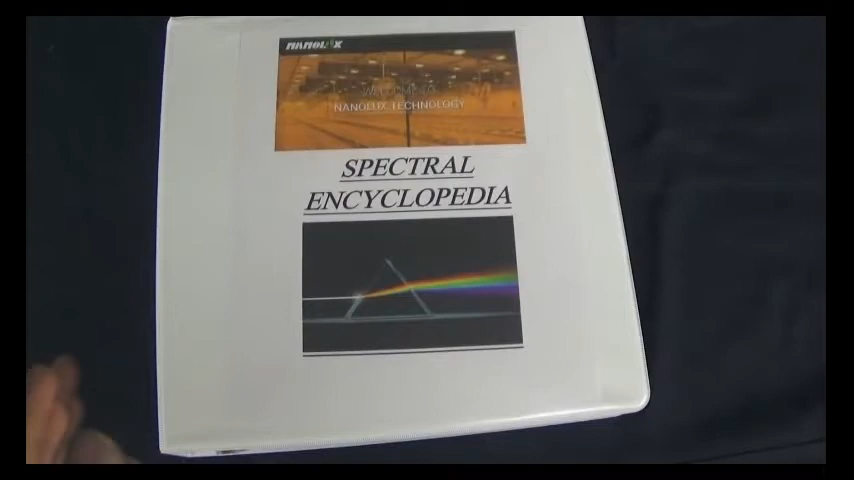 NANOLUX
WELCOME TO
NANOLUX TECHNOLOGY
SPECTRAL
ENCYCLOPEDIA